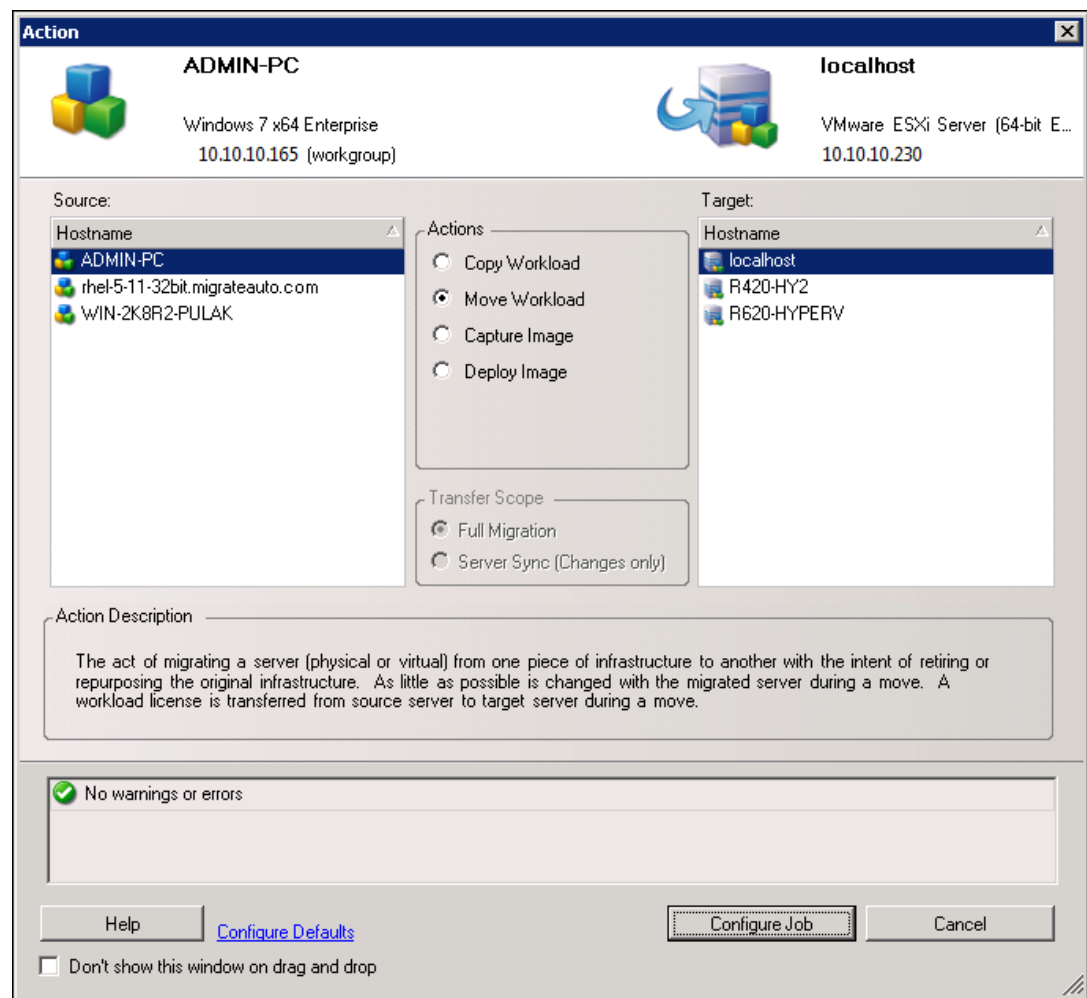 Action
ADMIN-PC
Windows 7 x64 Enterprise
10.10.10.165 (workgroup)
localhost
VMware ESXi Server (64-bit E...
10.10.10.230
Source:
Hostname
ADMIN-PC
rhel-5-11-32bit.migrateauto.com
WIN-2K8R2-PULAK
Actions
Copy Workload
Move Workload
Capture Image
Deploy Image
Transfer Scope
Full Migration
Server Sync (Changes only)
Target:
Hostname
localhost
R420-HY2
R620-HYPERV
Action Description
The act of migrating a server (physical or virtual) from one piece of infrastructure to another with the intent of retiring or
repurposing the original infrastructure. As little as possible is changed with the migrated server during a move. A
workload license is transferred from source server to target server during a move.
No warnings or errors
Help
Configure Defaults
Configure Job
Cancel
Don't show this window on drag and drop